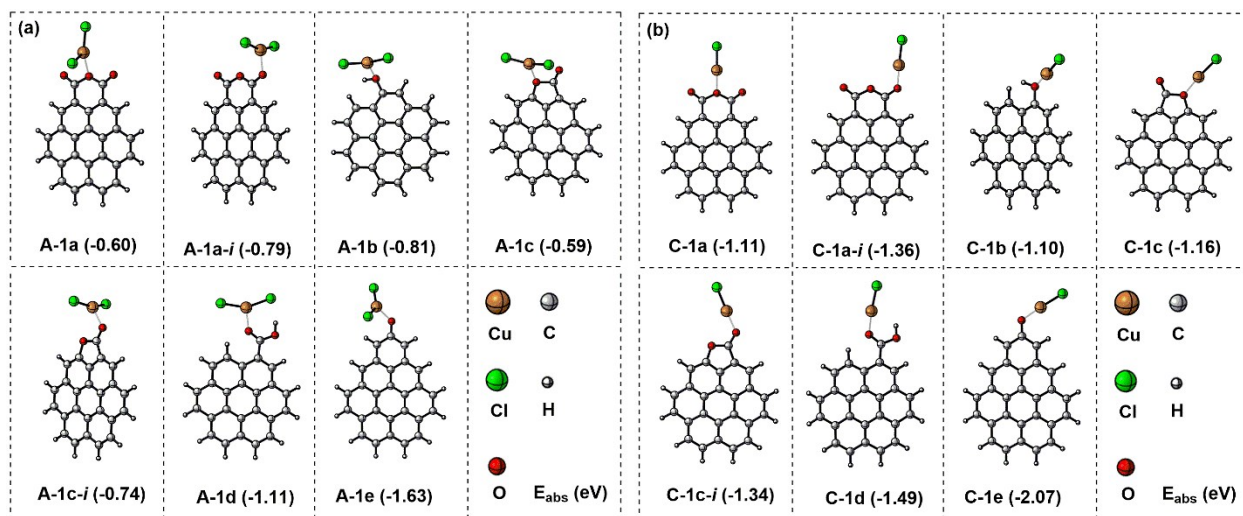 (a)
A-1a (-0.60)
A-1a-i (-0.79)
A-1b (-0.81)
A-1c (-0.59)
A-1c-i (-0.74)
A-1d (-1.11)
A-1e (-1.63)
Cu C
Cl H
O Eabs (eV)
(b)
C-1a (-1.11)
C-1a-i (-1.36)
C-1b (-1.10)
C-1c (-1.16)
C-1c-i (-1.34)
C-1d (-1.49)
C-1e (-2.07)
Cu C
Cl H
O Eabs (eV)